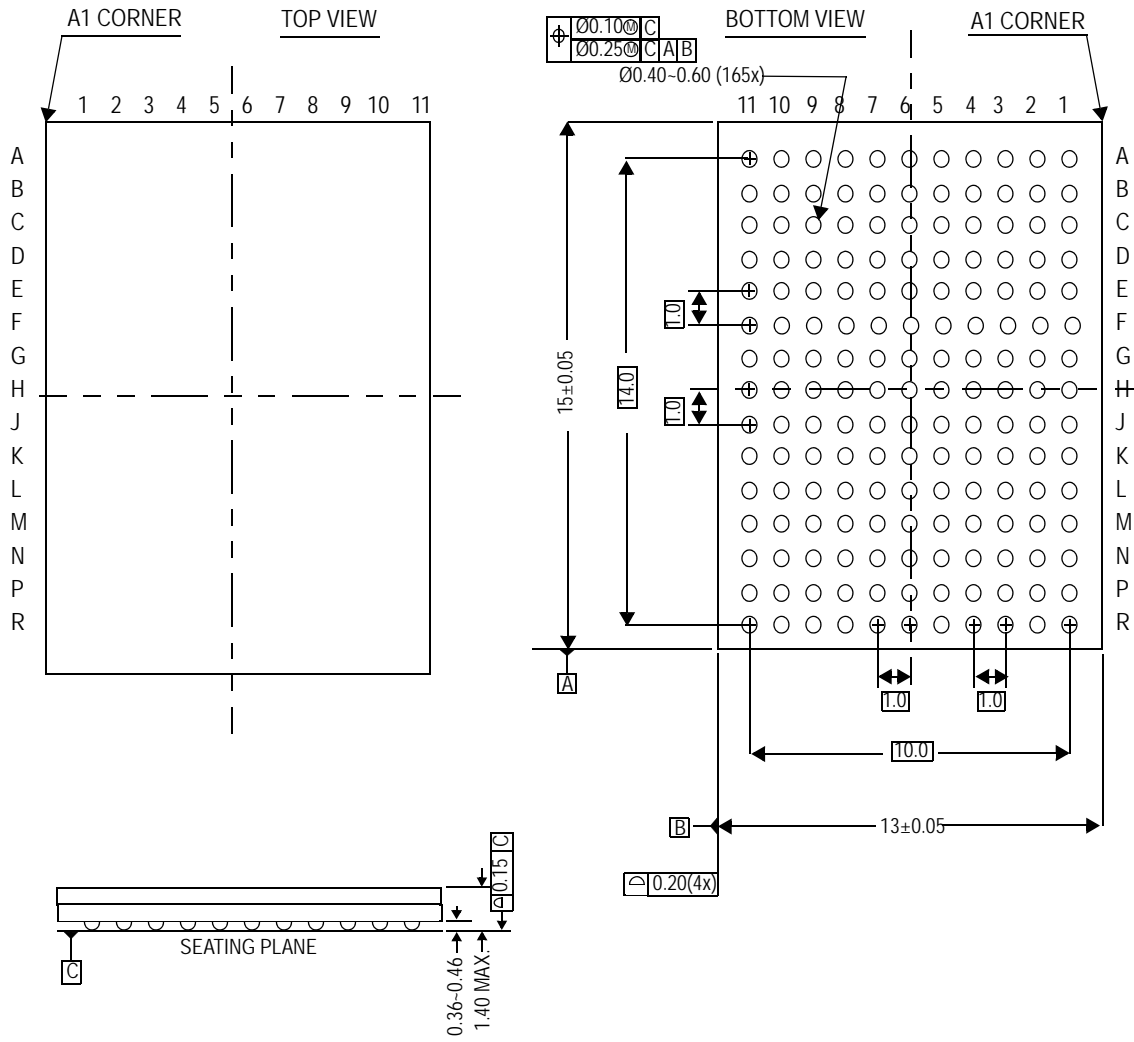 A1 CORNER
TOP VIEW
1 2 3 4 5 6 7 8 9 10 11
A
B
C
D
E
F
G
H
J
K
L
M
N
P
R
Ø0.10Ⓜ C
Ø0.25Ⓜ C A B
Ø0.40~0.60 (165x)
BOTTOM VIEW
A1 CORNER
11 10 9 8 7 6 5 4 3 2 1
A
B
C
D
E
F
G
H
J
K
L
M
N
P
R
1.0
1.0
14.0
15±0.05
A
1.0
1.0
10.0
B
13±0.05
0.20(4x)
0.15 C
SEATING PLANE
C
0.36~0.46
1.40 MAX.